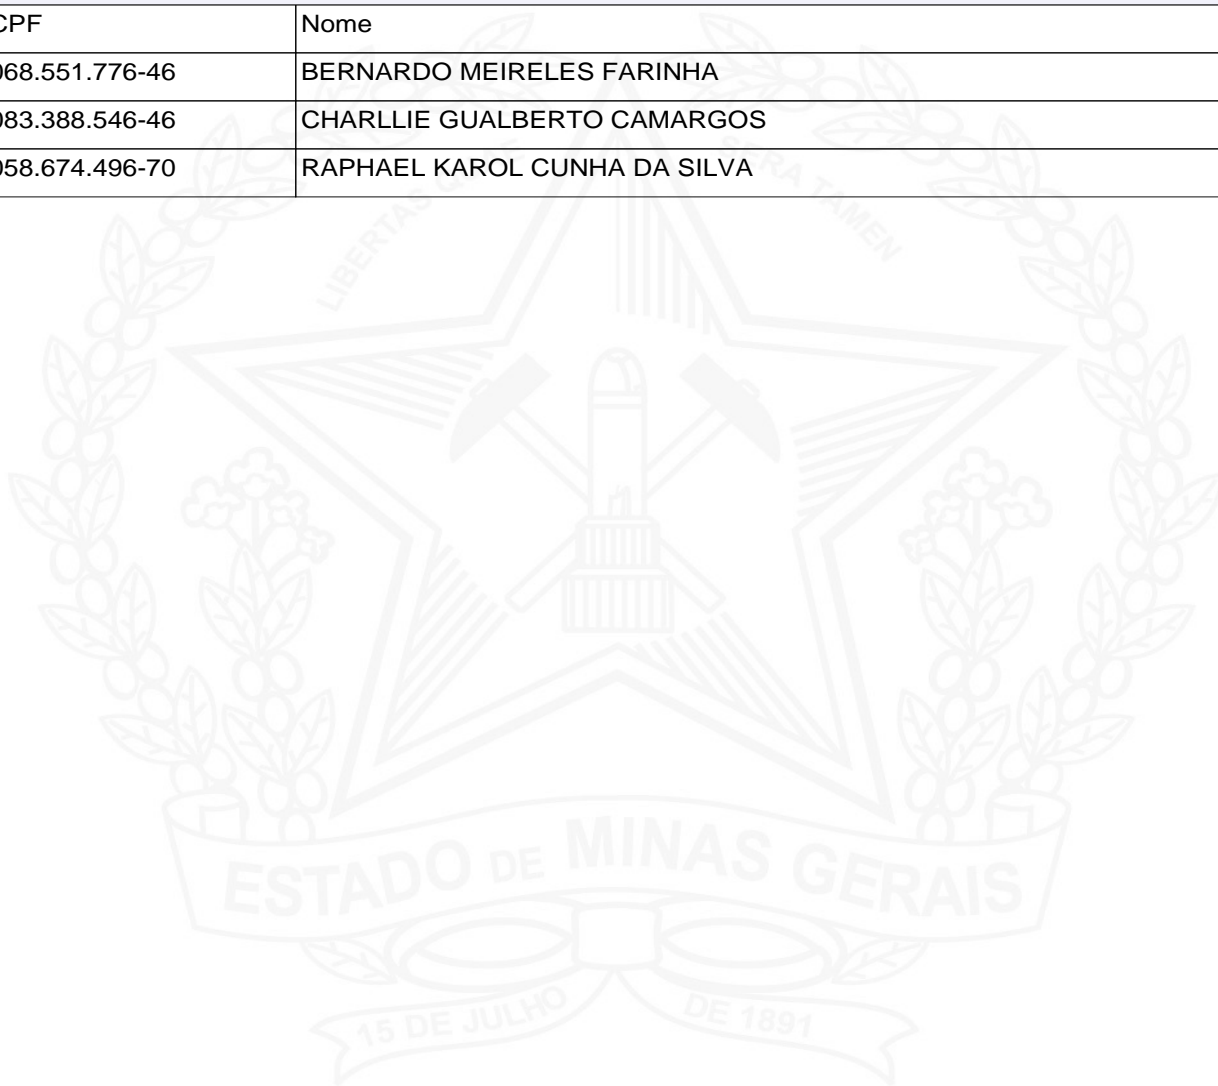 CPF Nome
068.551.776-46 BERNARDO MEIRELES FARINHA
083.388.546-46 CHARLLIE GUALBERTO CAMARGOS
058.674.496-70 RAPHAEL KAROL CUNHA DA SILVA
LIBERTAS QUE SERA TAMEN
ESTADO DE MINAS GERAIS
15 DE JULHO DE 1891